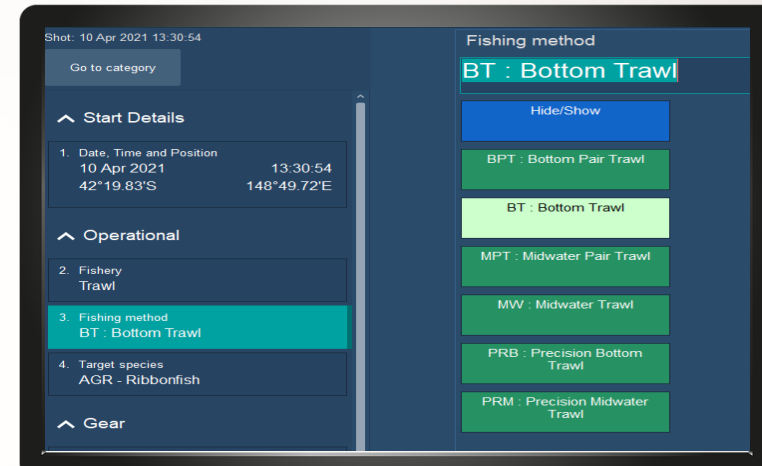 Shot: 10 Apr 2021 13:30:54
Go to category
Start Details
1. Date, Time and Position
10 Apr 2021 13:30:54
42°19.83'S 148°49.72'E
Operational
2. Fishery
Trawl
3. Fishing method
BT : Bottom Trawl
4. Target species
AGR - Ribbonfish
Gear
Fishing method
BT : Bottom Trawl
Hide/Show
BPT : Bottom Pair Trawl
BT : Bottom Trawl
MPT : Midwater Pair Trawl
MW : Midwater Trawl
PRB : Precision Bottom
Trawl
PRM : Precision Midwater
Trawl